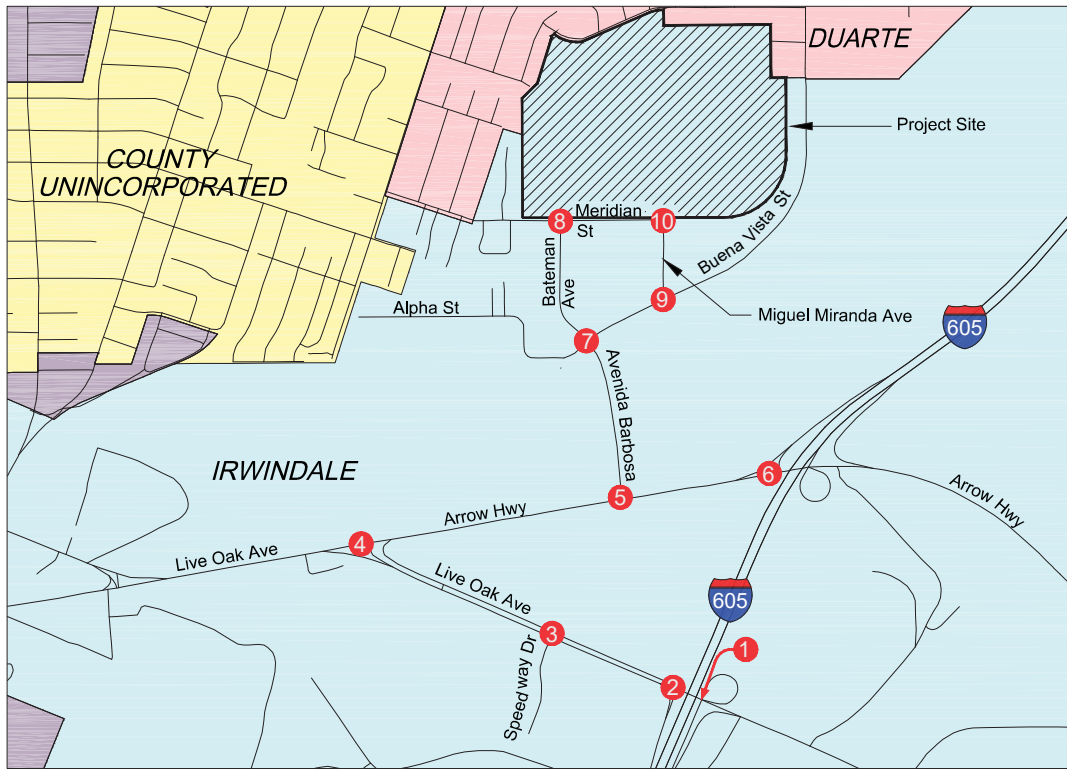 DUARTE
COUNTY
UNINCORPORATED
Project Site
Meridian
St
8
10
Bateman
Ave
Buena Vista St
9
Alpha St
Miguel Miranda Ave
605
7
Avenida Barbosa
IRWINDALE
6
5
Arrow Hwy
Arrow Hwy
4
Live Oak Ave
Live Oak Ave
605
3
1
Speedway Dr
2